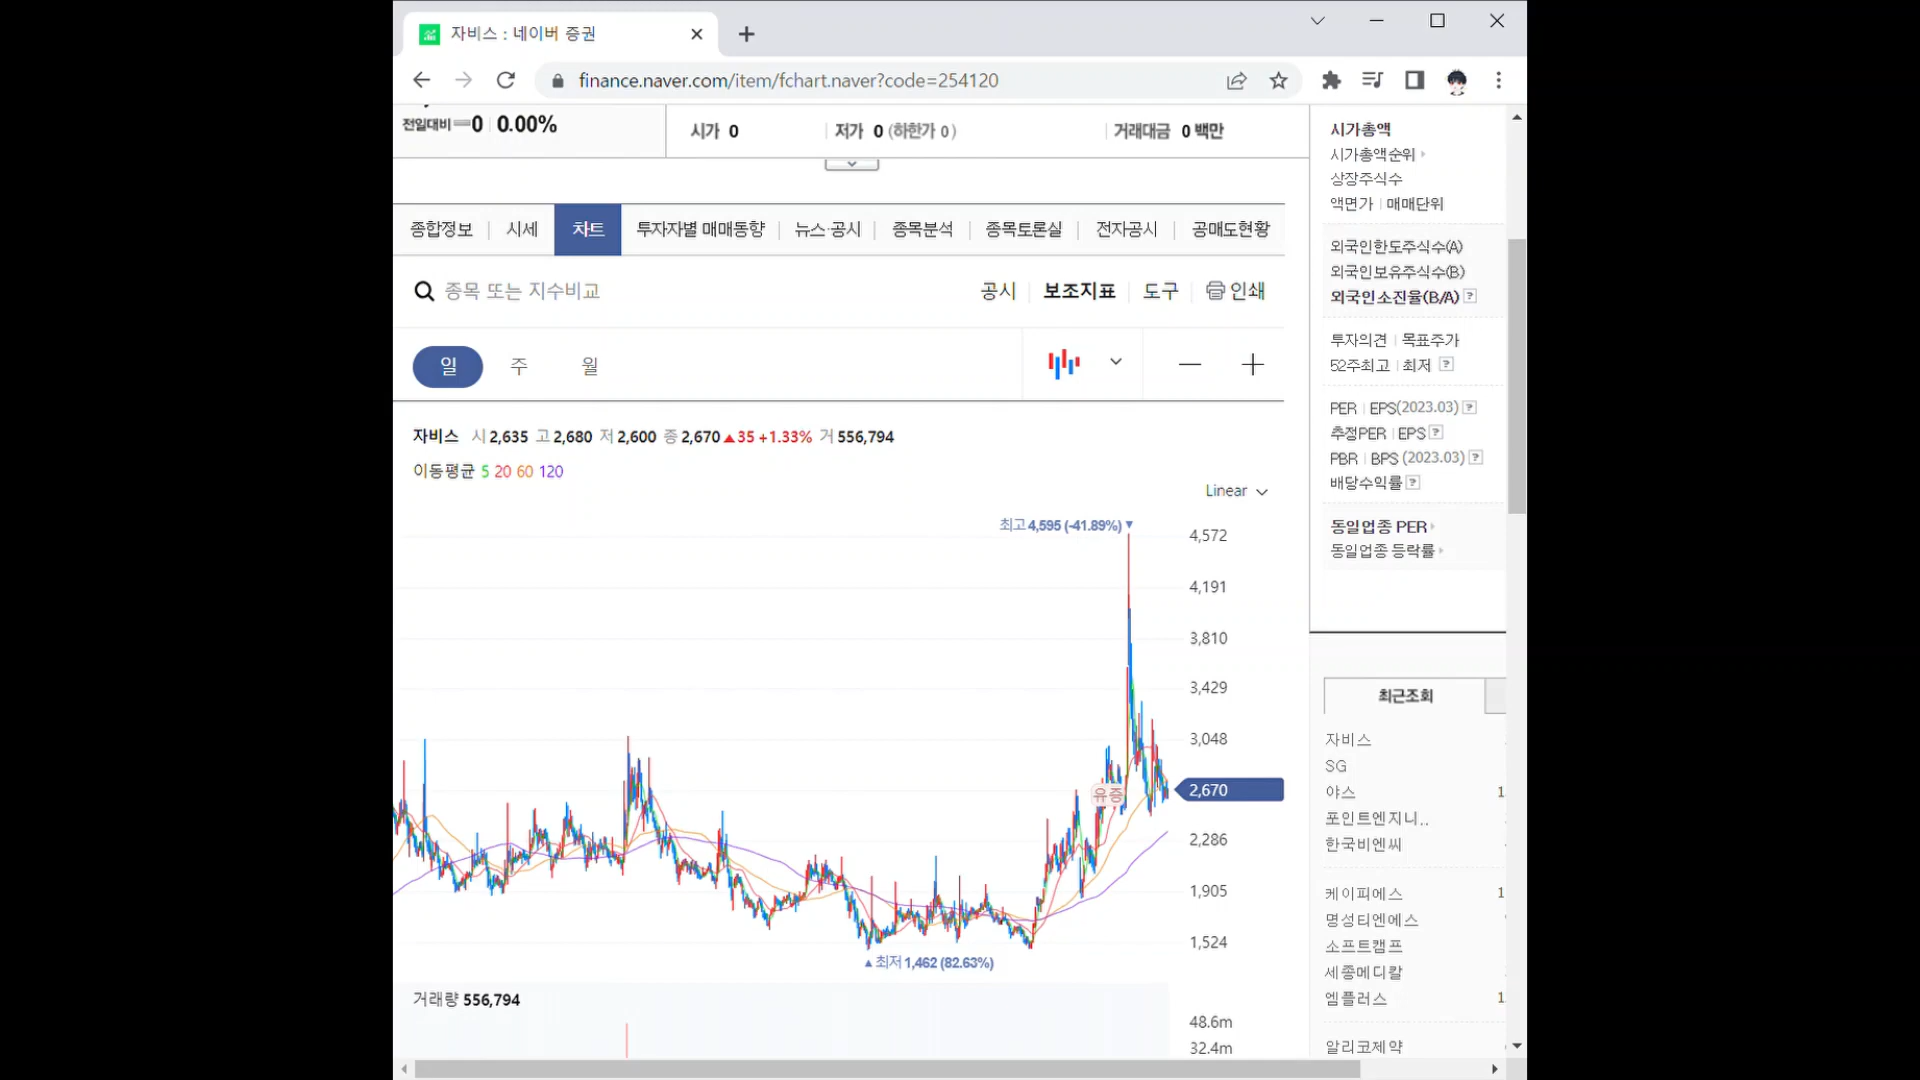 자비스 : 네이버 증권
finance.naver.com/item/fchart.naver?code=254120
전일대비 0 0.00%
시가 0
저가 0 (하한가 0)
거래대금 0 백만
종합정보 시세 차트 투자자별 매매동향 뉴스·공시 종목분석 종목토론실 전자공시 공매도현황
종목 또는 지수비교
공시 보조지표 도구 인쇄
일 주 월
자비스 시 2,635 고 2,680 저 2,600 종 2,670 ▲35 +1.33% 거 556,794
이동평균 5 20 60 120
Linear
최고 4,595 (-41.89%) ▼
4,572
4,191
3,810
3,429
3,048
유증
2,670
2,286
1,905
1,524
▲ 최저 1,462 (82.63%)
거래량 556,794
48.6m
32.4m
시가총액
시가총액순위
상장주식수
액면가 매매단위
외국인한도주식수(A)
외국인보유주식수(B)
외국인소진율(B/A) ?
투자의견 목표주가
52주최고 최저 ?
PER EPS(2023.03) ?
추정PER EPS ?
PBR BPS (2023.03) ?
배당수익률 ?
동일업종 PER
동일업종 등락률
최근조회
자비스
SG
야스
포인트엔지니..
한국비엔씨
케이피에스
명성티엔에스
소프트캠프
세종메디칼
엠플러스
알리코제약